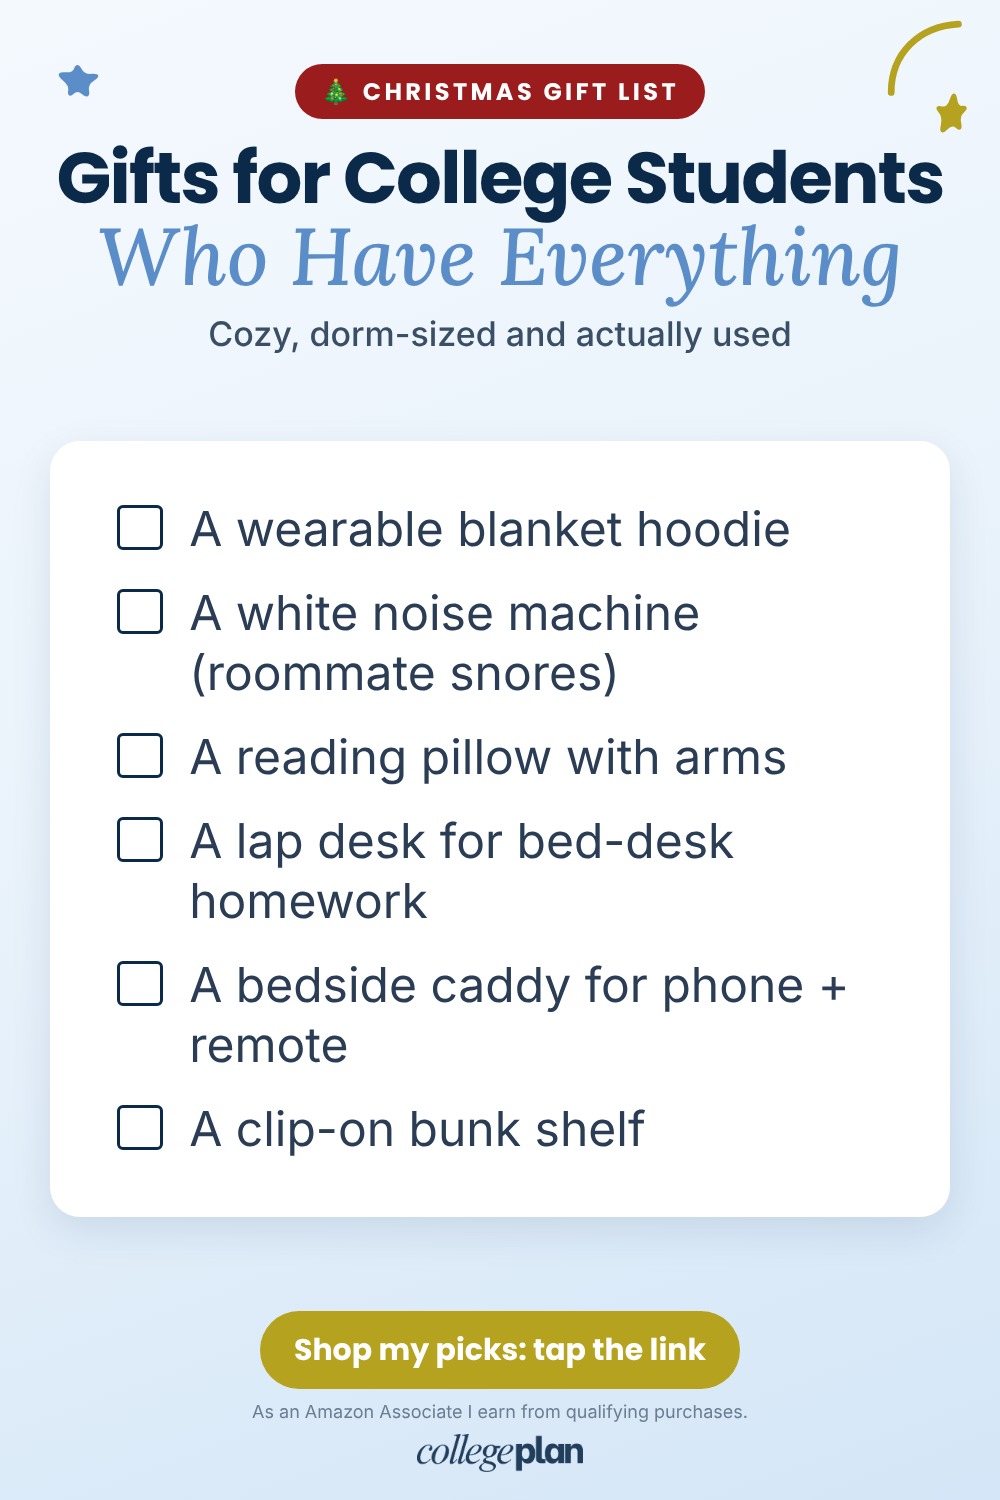 🎄 CHRISTMAS GIFT LIST
Gifts for College Students
Who Have Everything
Cozy, dorm-sized and actually used
A wearable blanket hoodie
A white noise machine
(roommate snores)
A reading pillow with arms
A lap desk for bed-desk
homework
A bedside caddy for phone +
remote
A clip-on bunk shelf
Shop my picks: tap the link
As an Amazon Associate I earn from qualifying purchases.
collegeplan